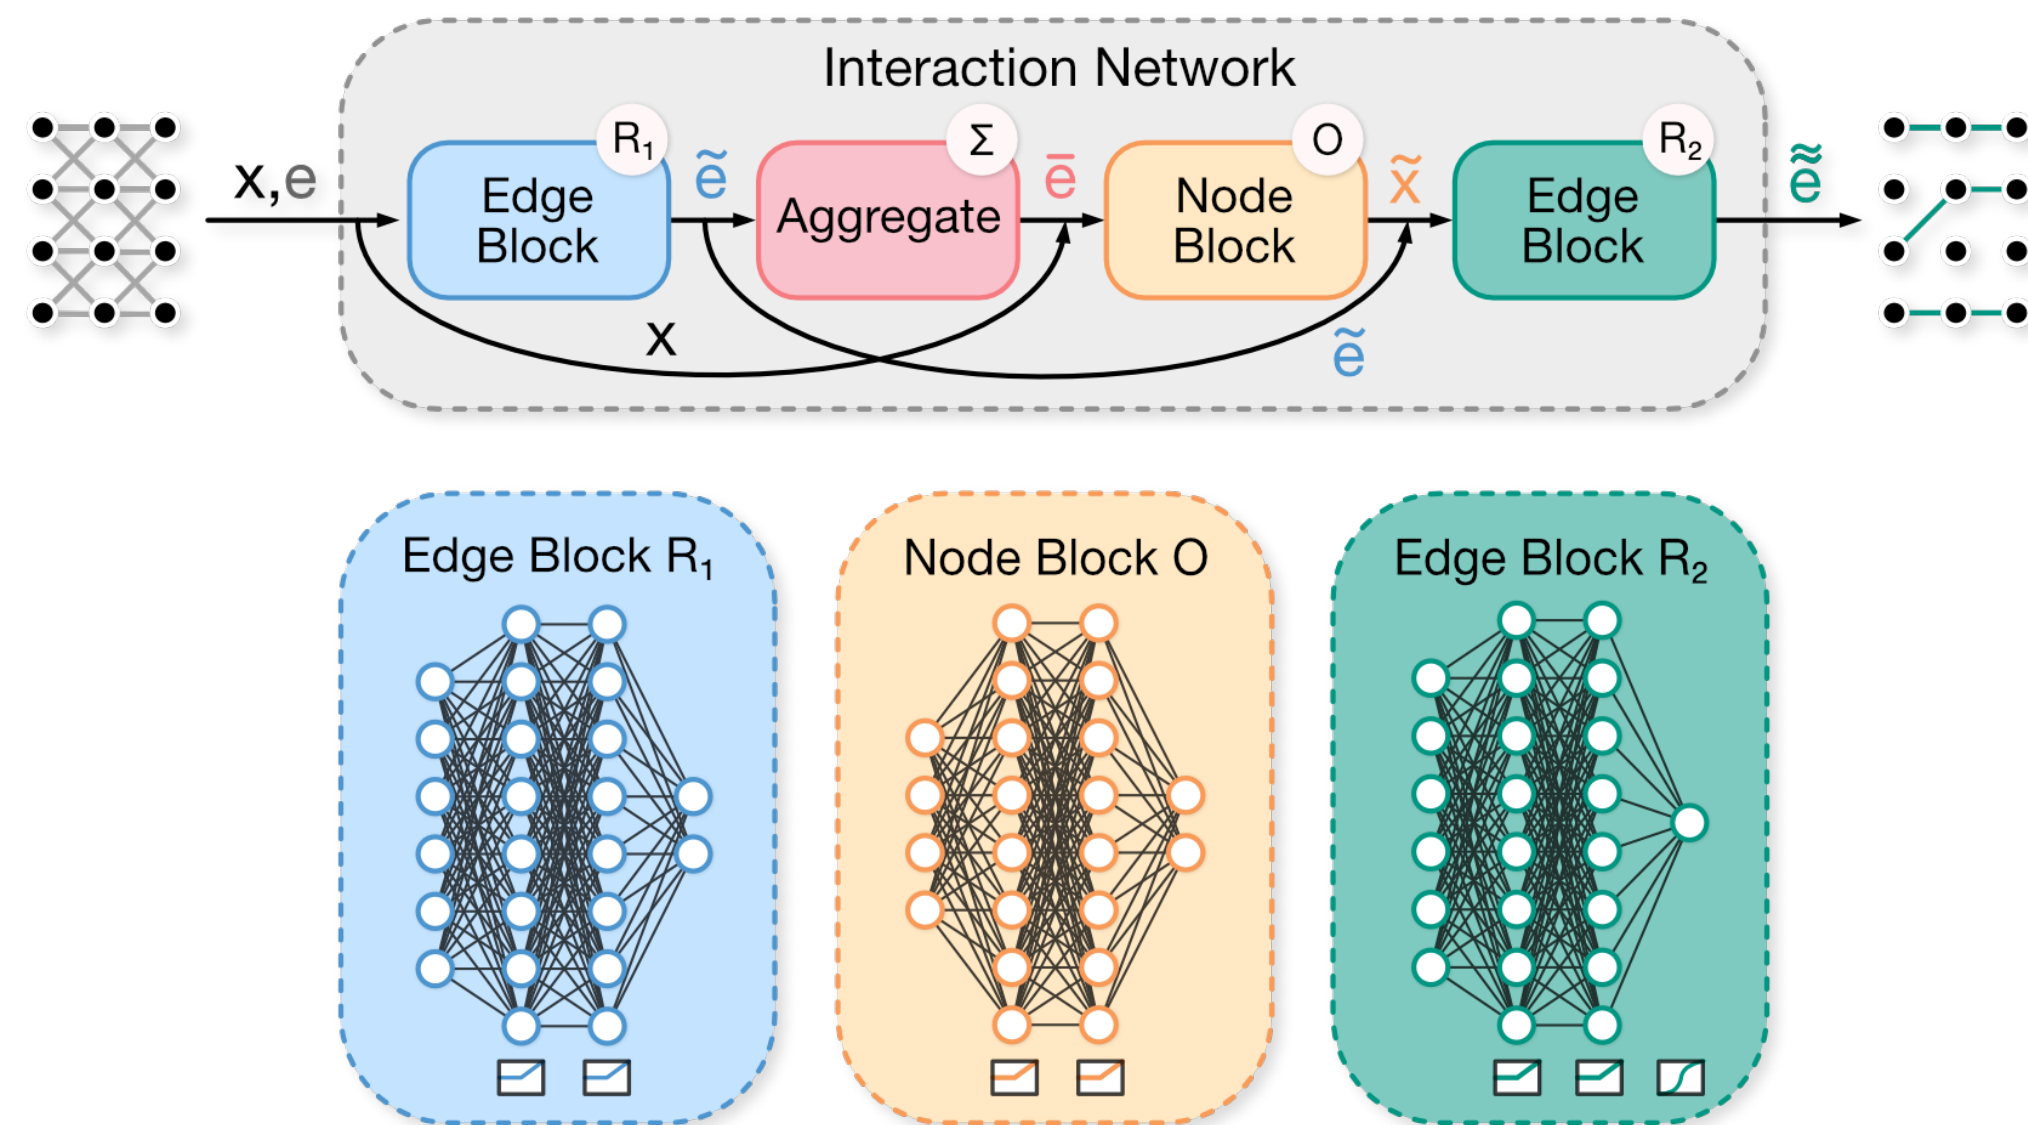 Interaction Network
x,e
Edge
Block
R₁
ẽ
Aggregate
Σ
ē
Node
Block
O
x̃
Edge
Block
R₂
ẽ̃
x
ẽ
Edge Block R₁
Node Block O
Edge Block R₂